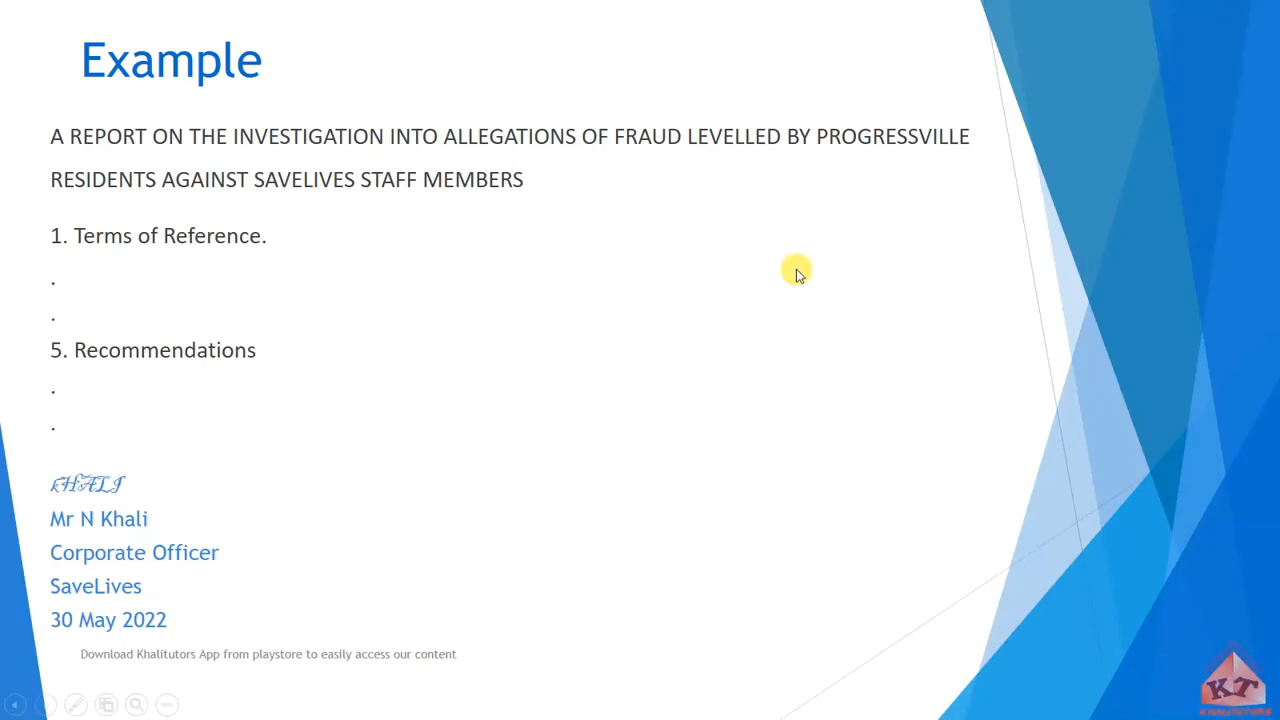 Example
A REPORT ON THE INVESTIGATION INTO ALLEGATIONS OF FRAUD LEVELLED BY PROGRESSVILLE
RESIDENTS AGAINST SAVELIVES STAFF MEMBERS
1. Terms of Reference.
.
.
5. Recommendations
.
.
kHALI
Mr N Khali
Corporate Officer
SaveLives
30 May 2022
Download Khalitutors App from playstore to easily access our content
KT
KHALITUTORS